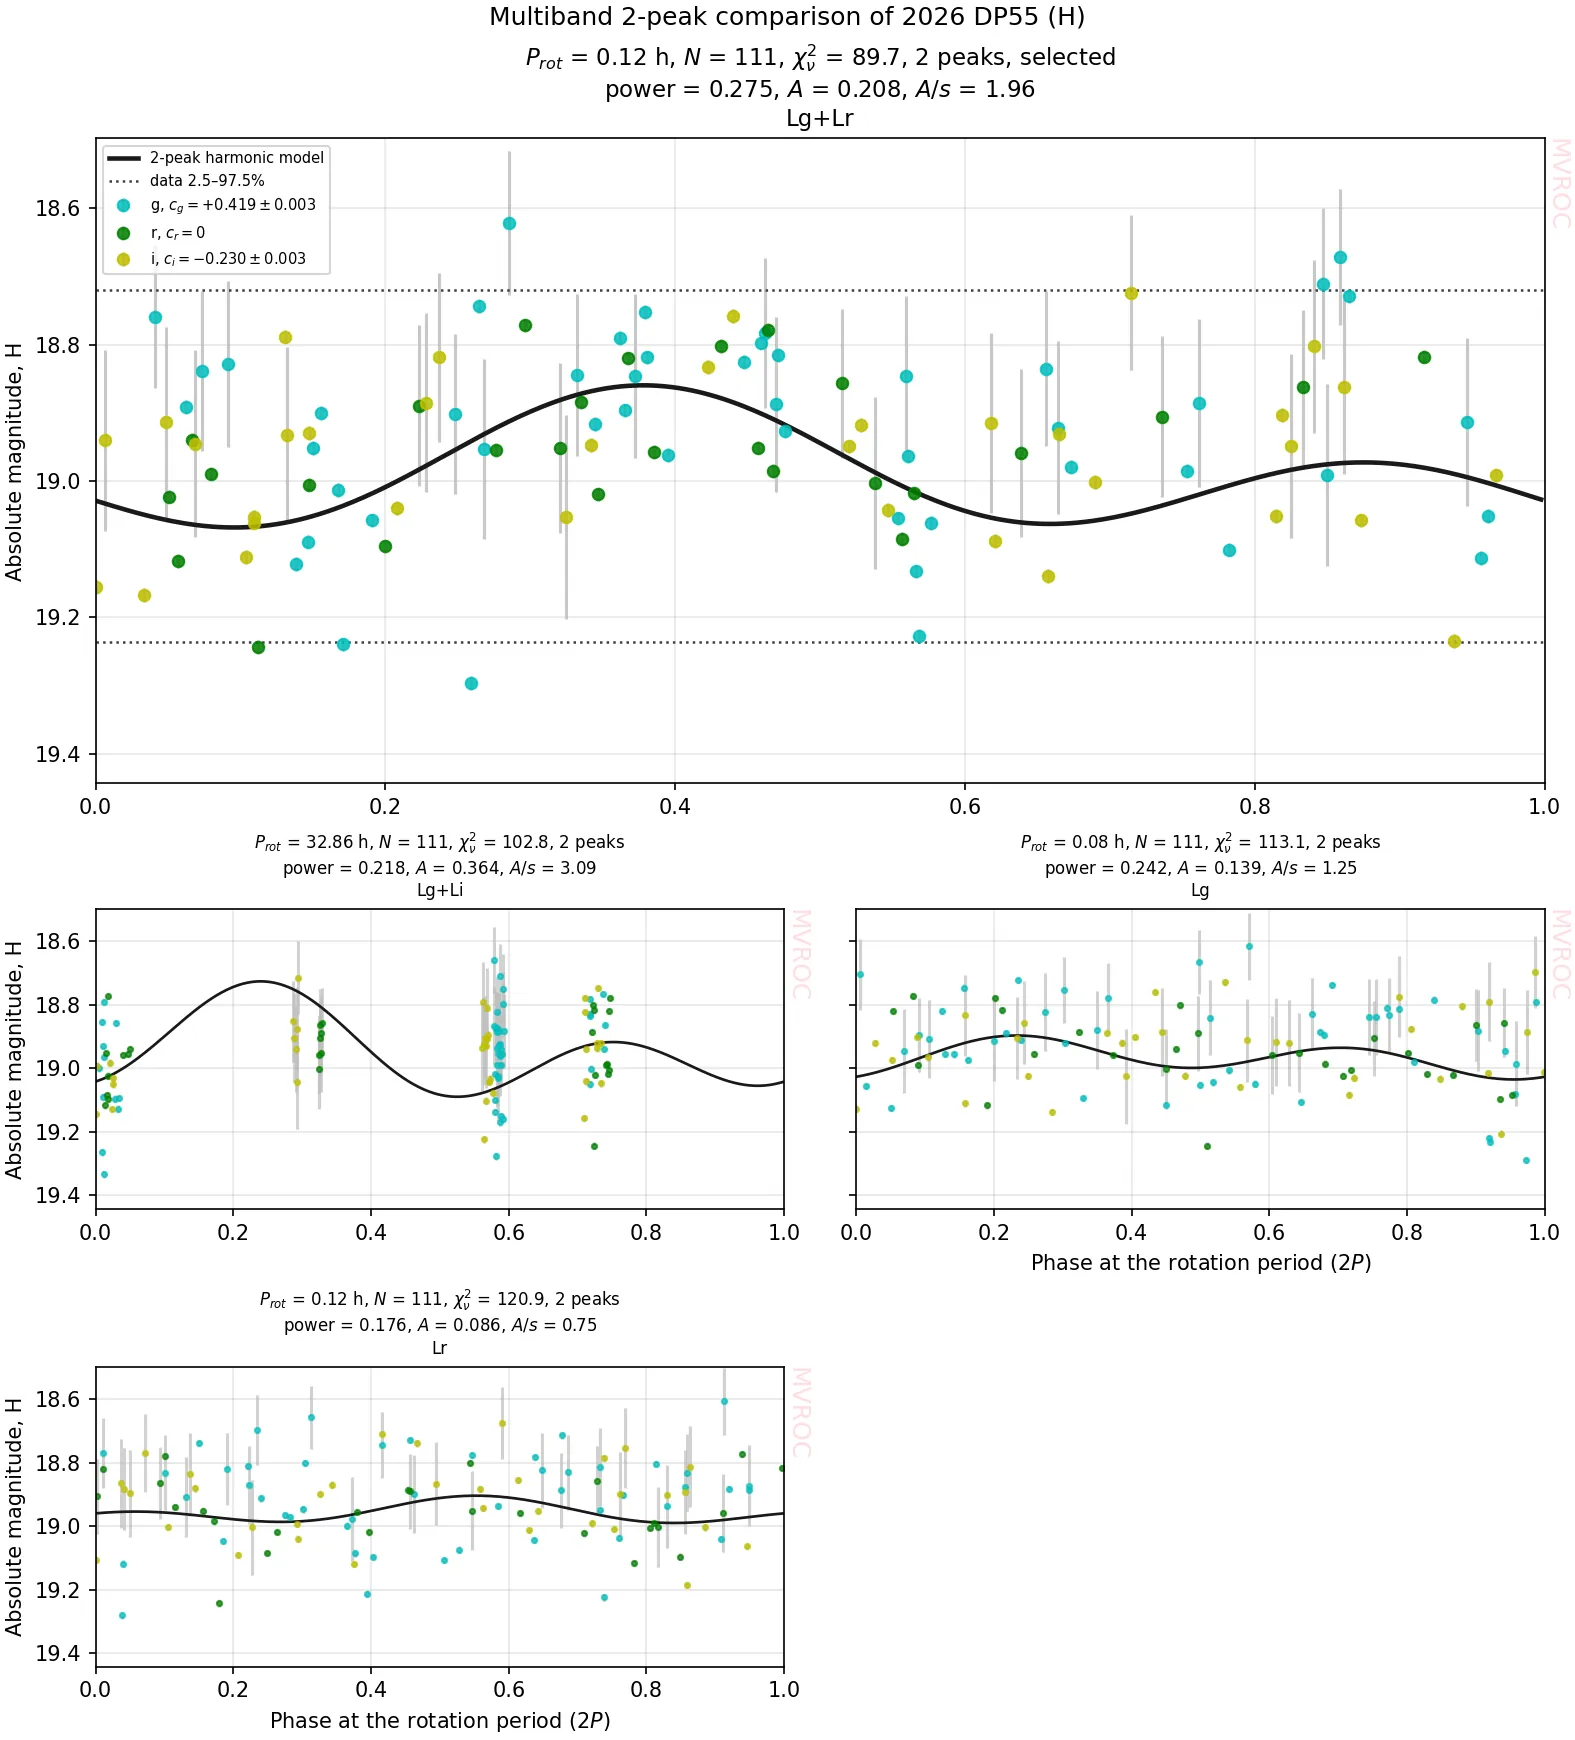 Multiband 2-peak comparison of 2026 DP55 (H)
P_rot = 0.12 h, N = 111, χ²_ν = 89.7, 2 peaks, selected
power = 0.275, A = 0.208, A/s = 1.96
Lg+Lr
2-peak harmonic model
data 2.5–97.5%
g, c_g = +0.419 ± 0.003
r, c_r = 0
i, c_i = −0.230 ± 0.003
Absolute magnitude, H
18.6
18.8
19.0
19.2
19.4
0.0 0.2 0.4 0.6 0.8 1.0
MVROC
P_rot = 32.86 h, N = 111, χ²_ν = 102.8, 2 peaks
power = 0.218, A = 0.364, A/s = 3.09
Lg+Li
Absolute magnitude, H
18.6
18.8
19.0
19.2
19.4
0.0 0.2 0.4 0.6 0.8 1.0
MVROC
P_rot = 0.08 h, N = 111, χ²_ν = 113.1, 2 peaks
power = 0.242, A = 0.139, A/s = 1.25
Lg
0.0 0.2 0.4 0.6 0.8 1.0
Phase at the rotation period (2P)
MVROC
P_rot = 0.12 h, N = 111, χ²_ν = 120.9, 2 peaks
power = 0.176, A = 0.086, A/s = 0.75
Lr
Absolute magnitude, H
18.6
18.8
19.0
19.2
19.4
0.0 0.2 0.4 0.6 0.8 1.0
Phase at the rotation period (2P)
MVROC